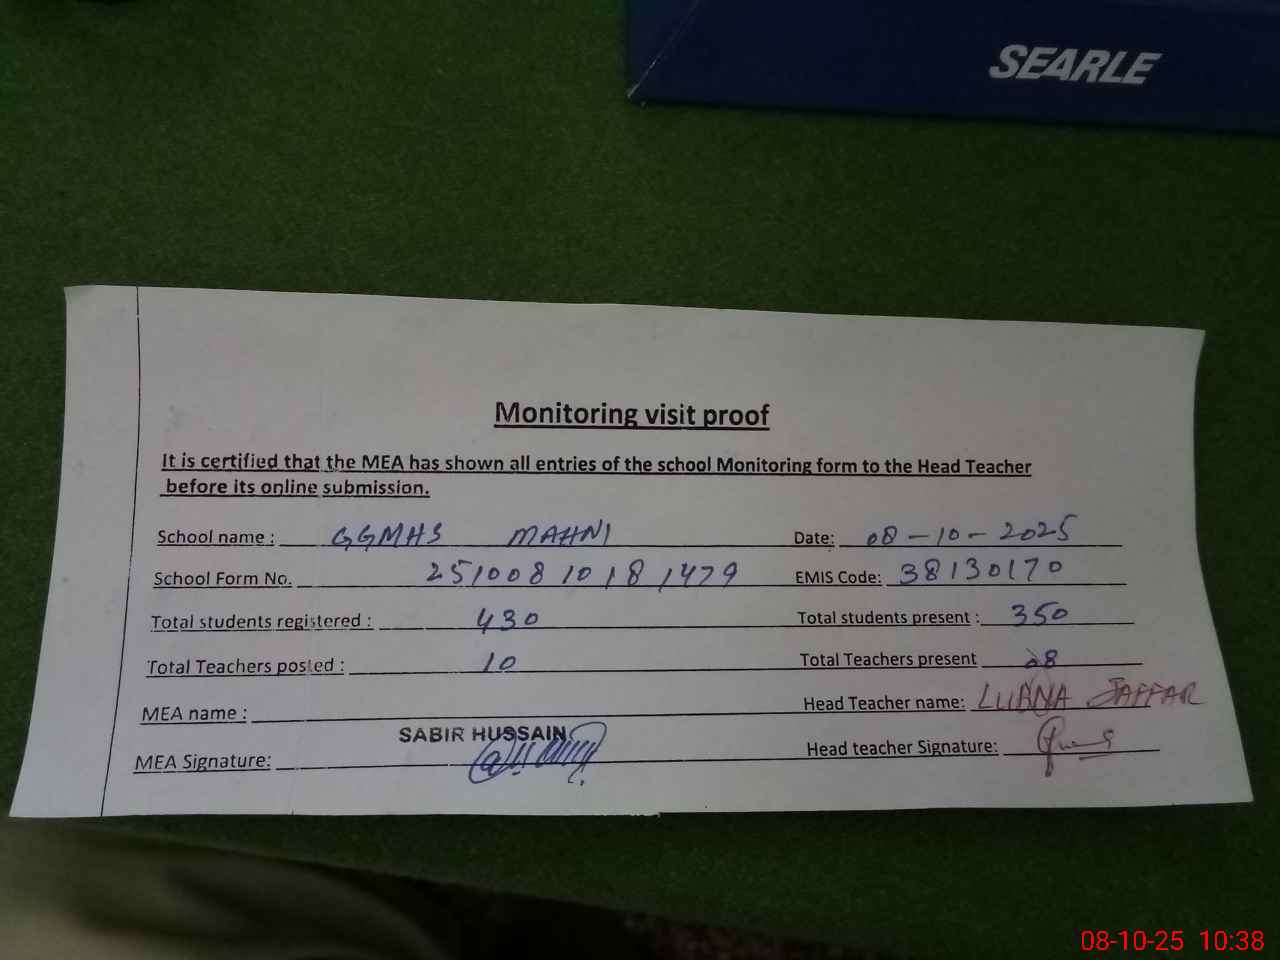 SEARLE
Monitoring visit proof
It is certified that the MEA has shown all entries of the school Monitoring form to the Head Teacher
before its online submission.
School name : GGMHS MAHNI Date: 08-10-2025
School Form No. 25100810181479 EMIS Code: 38130170
Total students registered : 430 Total students present : 350
Total Teachers posted : 10 Total Teachers present 08
MEA name : Head Teacher name: LUBNA JAFFAR
SABIR HUSSAIN
MEA Signature: Head teacher Signature:
08-10-25 10:38